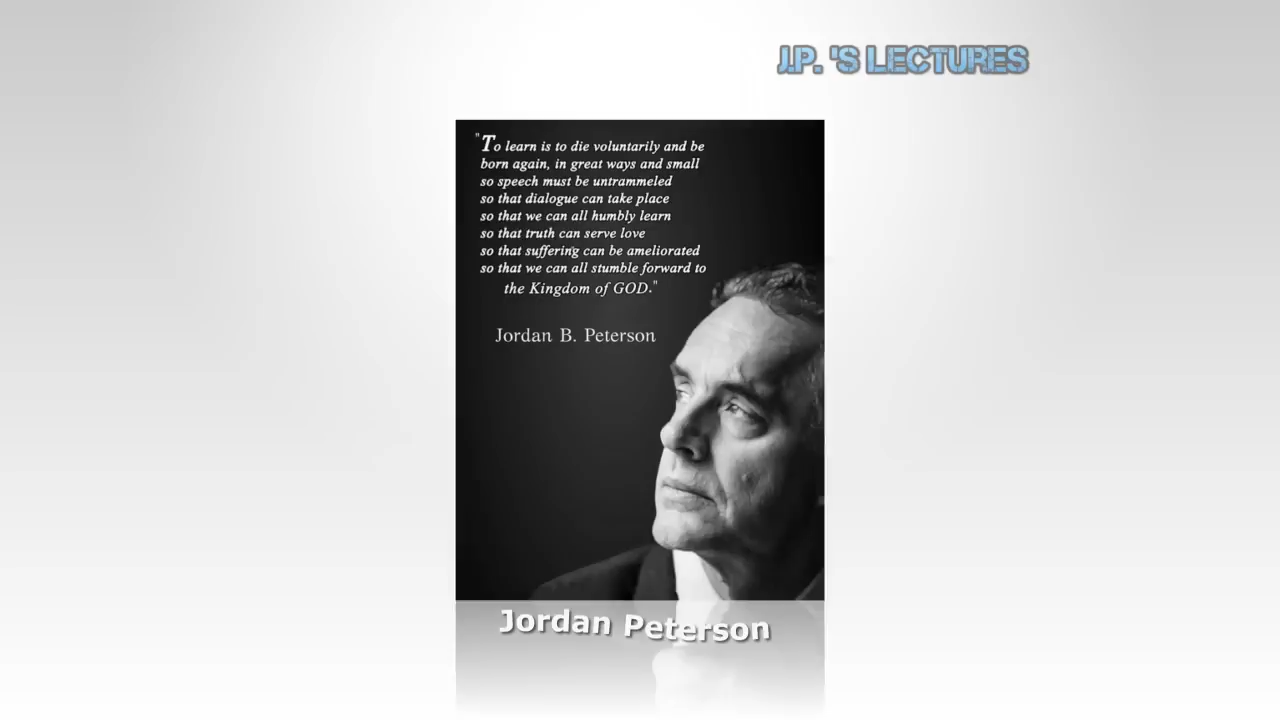 J.P. 'S LECTURES
"To learn is to die voluntarily and be
born again, in great ways and small
so speech must be untrammeled
so that dialogue can take place
so that we can all humbly learn
so that truth can serve love
so that suffering can be ameliorated
so that we can all stumble forward to
the Kingdom of GOD."
Jordan B. Peterson
Jordan Peterson